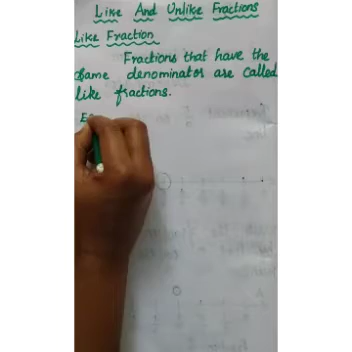 Like And Unlike Fractions
Like Fraction
Fractions that have the
same denominator are called
like fractions.